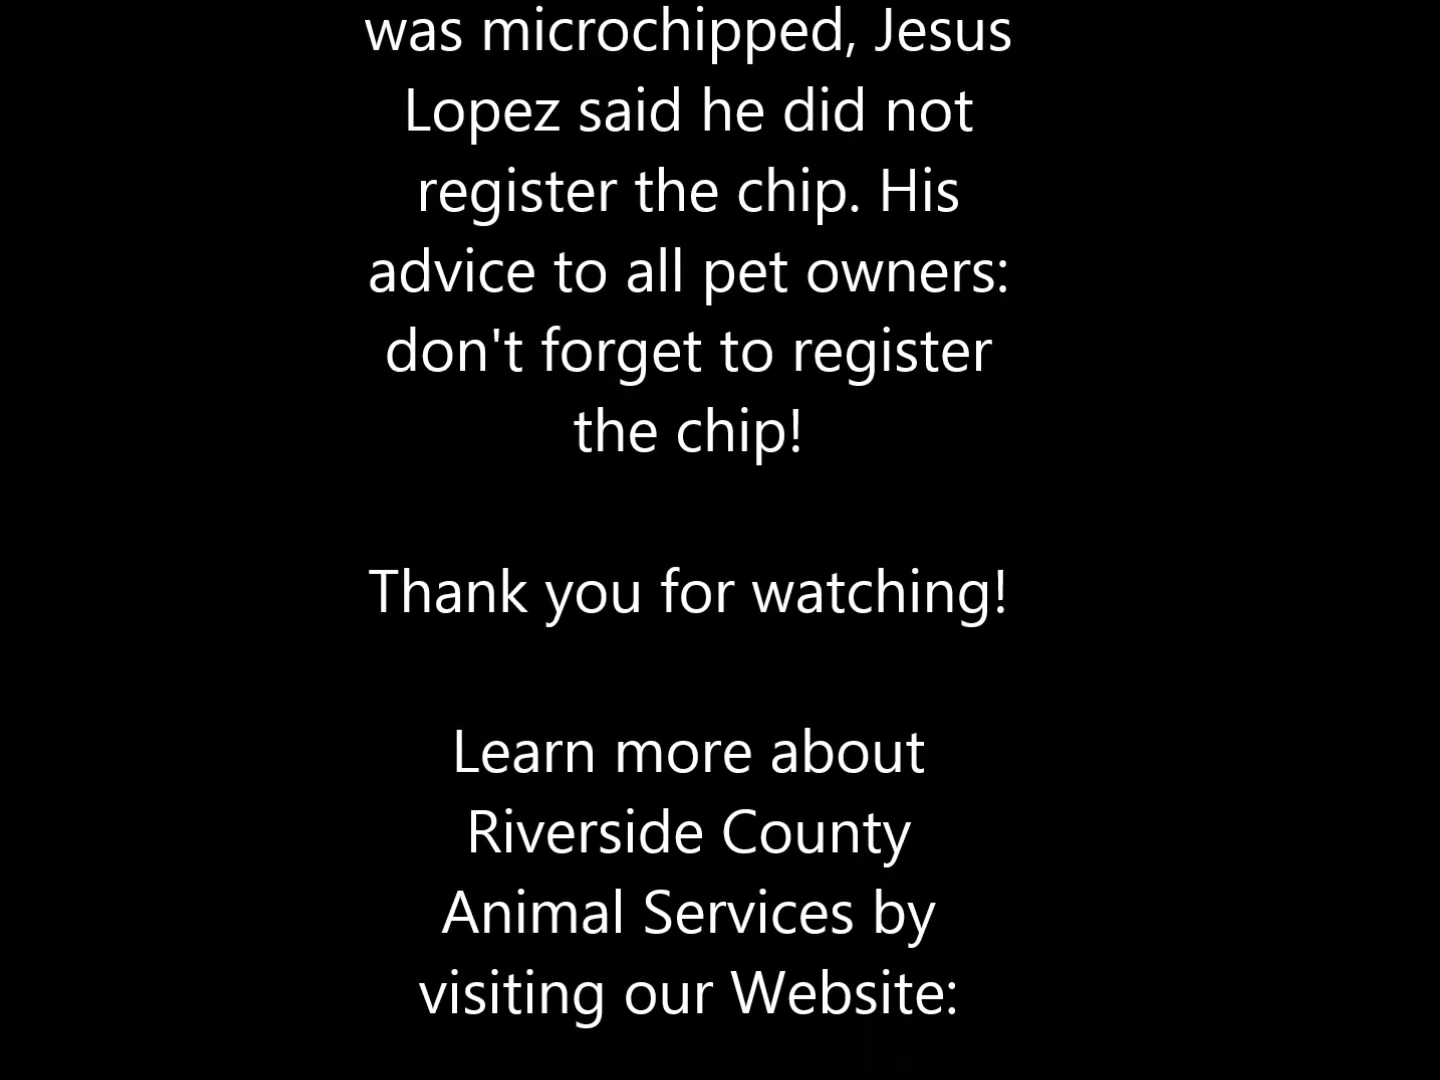 was microchipped, Jesus
Lopez said he did not
register the chip. His
advice to all pet owners:
don't forget to register
the chip!
Thank you for watching!
Learn more about
Riverside County
Animal Services by
visiting our Website: